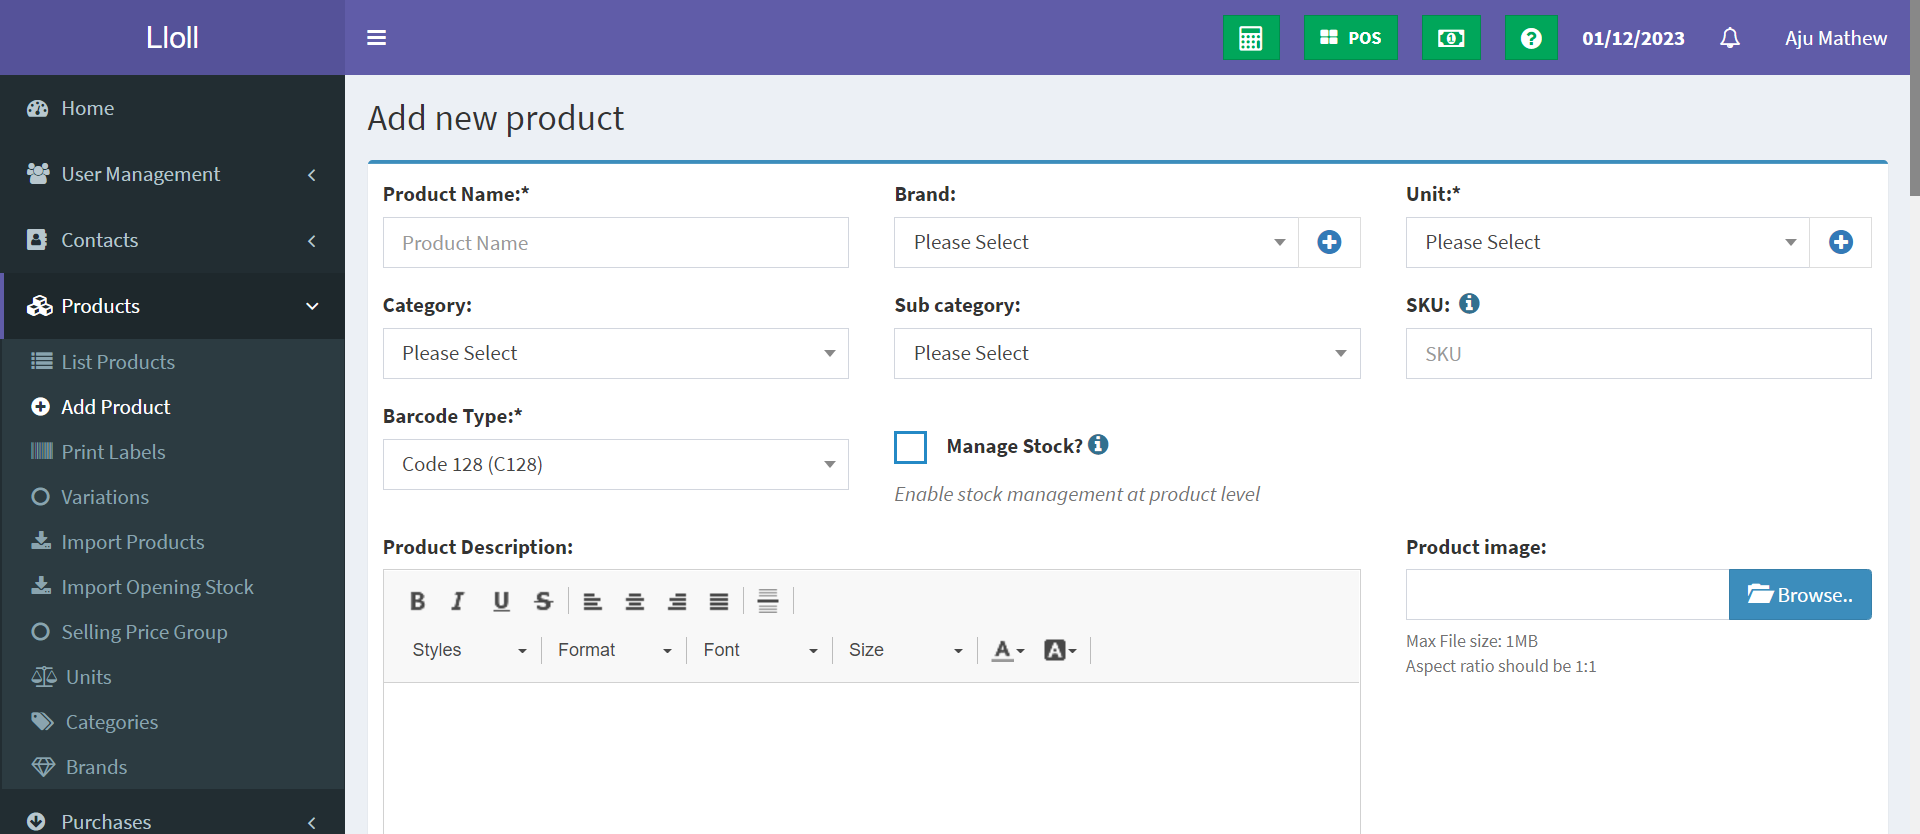 Lloll
POS
01/12/2023
Aju Mathew
Home
User Management
Contacts
Products
List Products
Add Product
Print Labels
Variations
Import Products
Import Opening Stock
Selling Price Group
Units
Categories
Brands
Purchases
Add new product
Product Name:*
Product Name
Brand:
Please Select
Unit:*
Please Select
Category:
Please Select
Sub category:
Please Select
SKU:
SKU
Barcode Type:*
Code 128 (C128)
Manage Stock?
Enable stock management at product level
Product Description:
B I U S
Styles Format Font Size A A
Product image:
Browse..
Max File size: 1MB
Aspect ratio should be 1:1